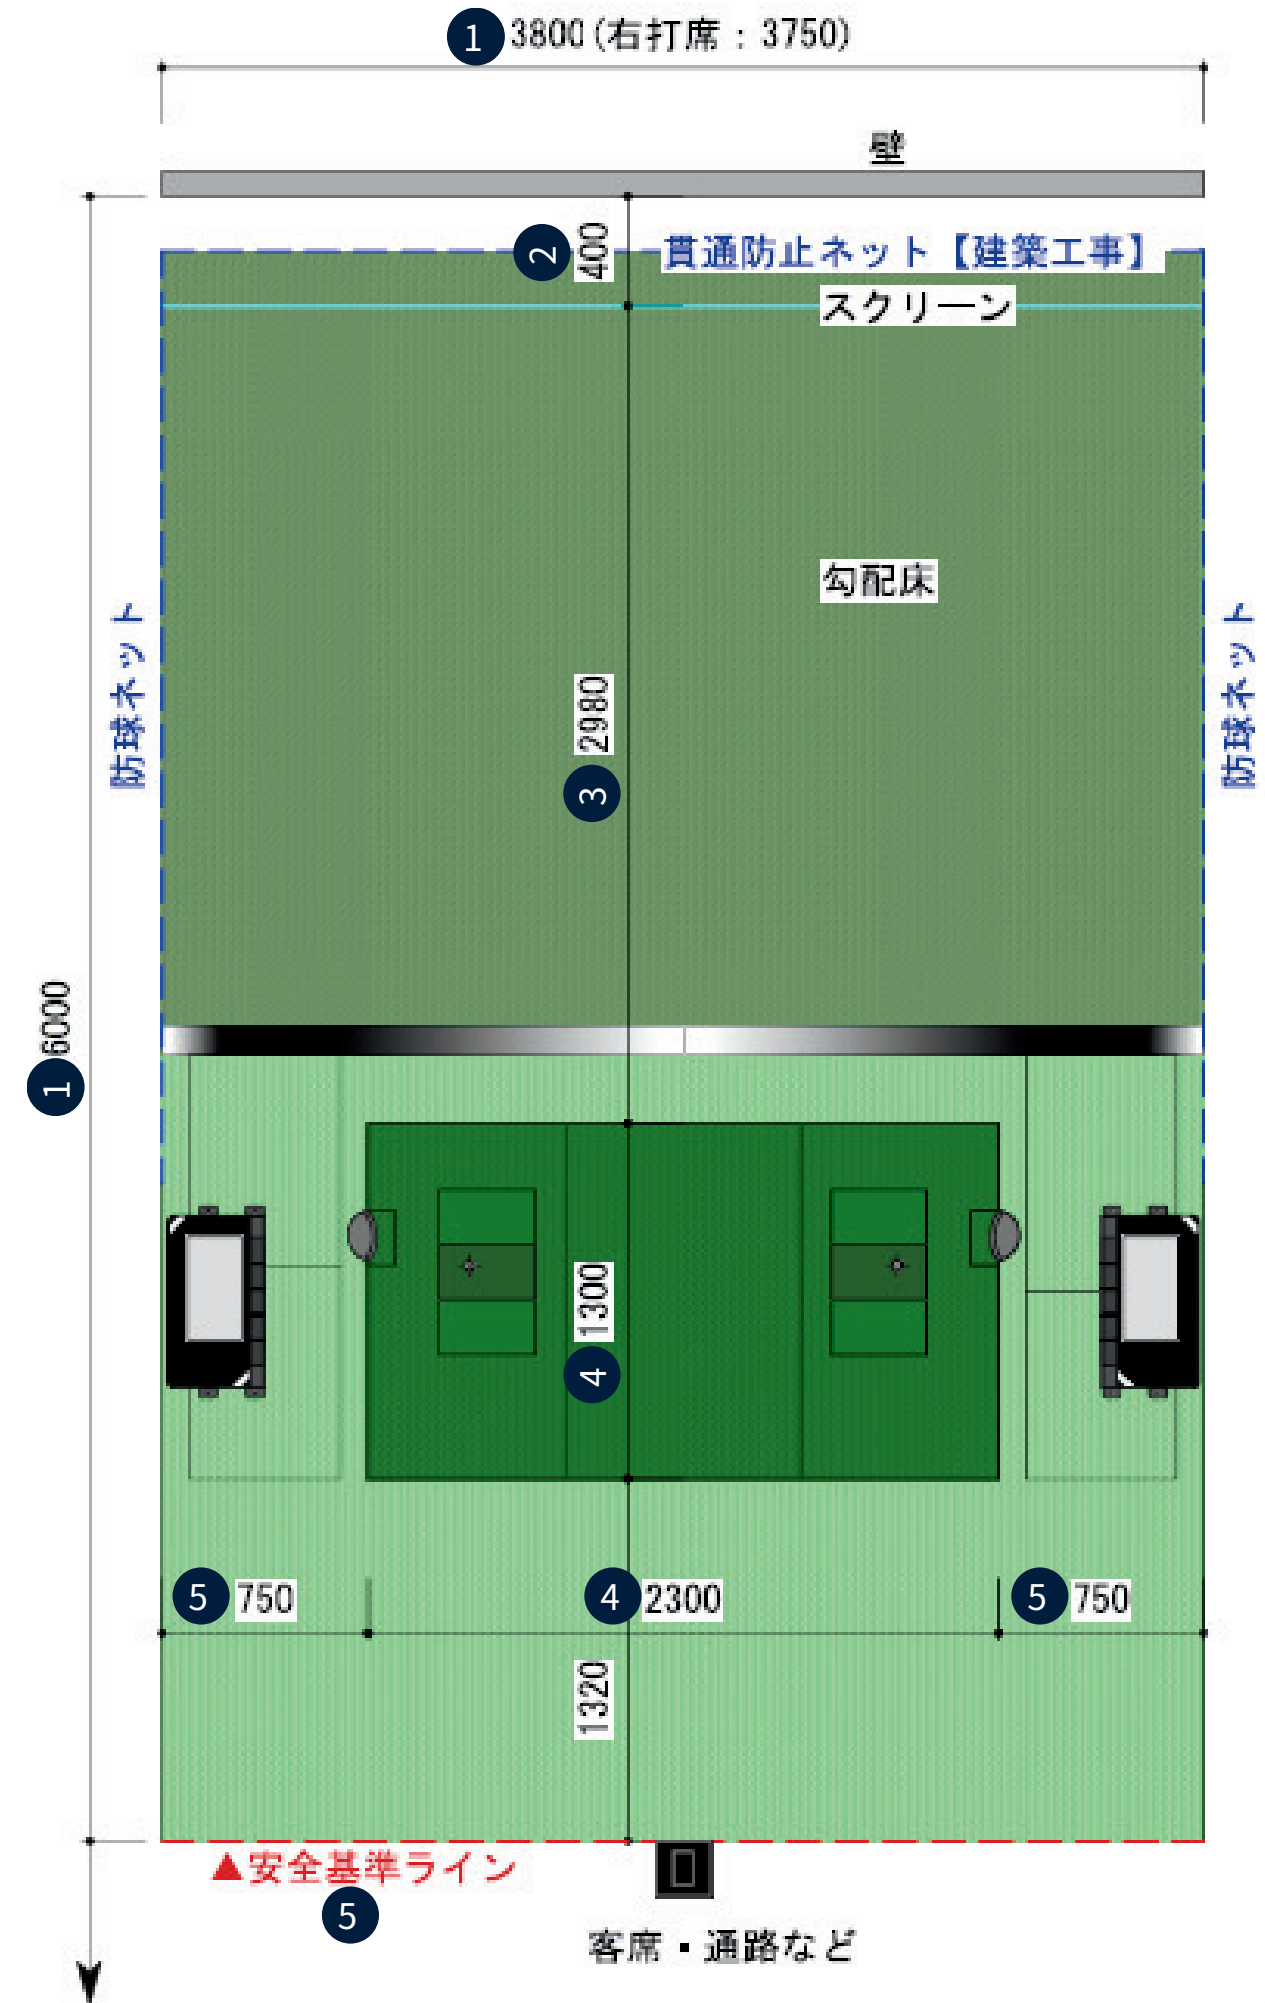 1 3800(右打席：3750)
壁
2 400
貫通防止ネット【建築工事】
スクリーン
勾配床
防球ネット
防球ネット
3 2980
1 6000
4 1300
5 750
4 2300
5 750
1320
▲安全基準ライン
5
客席・通路など